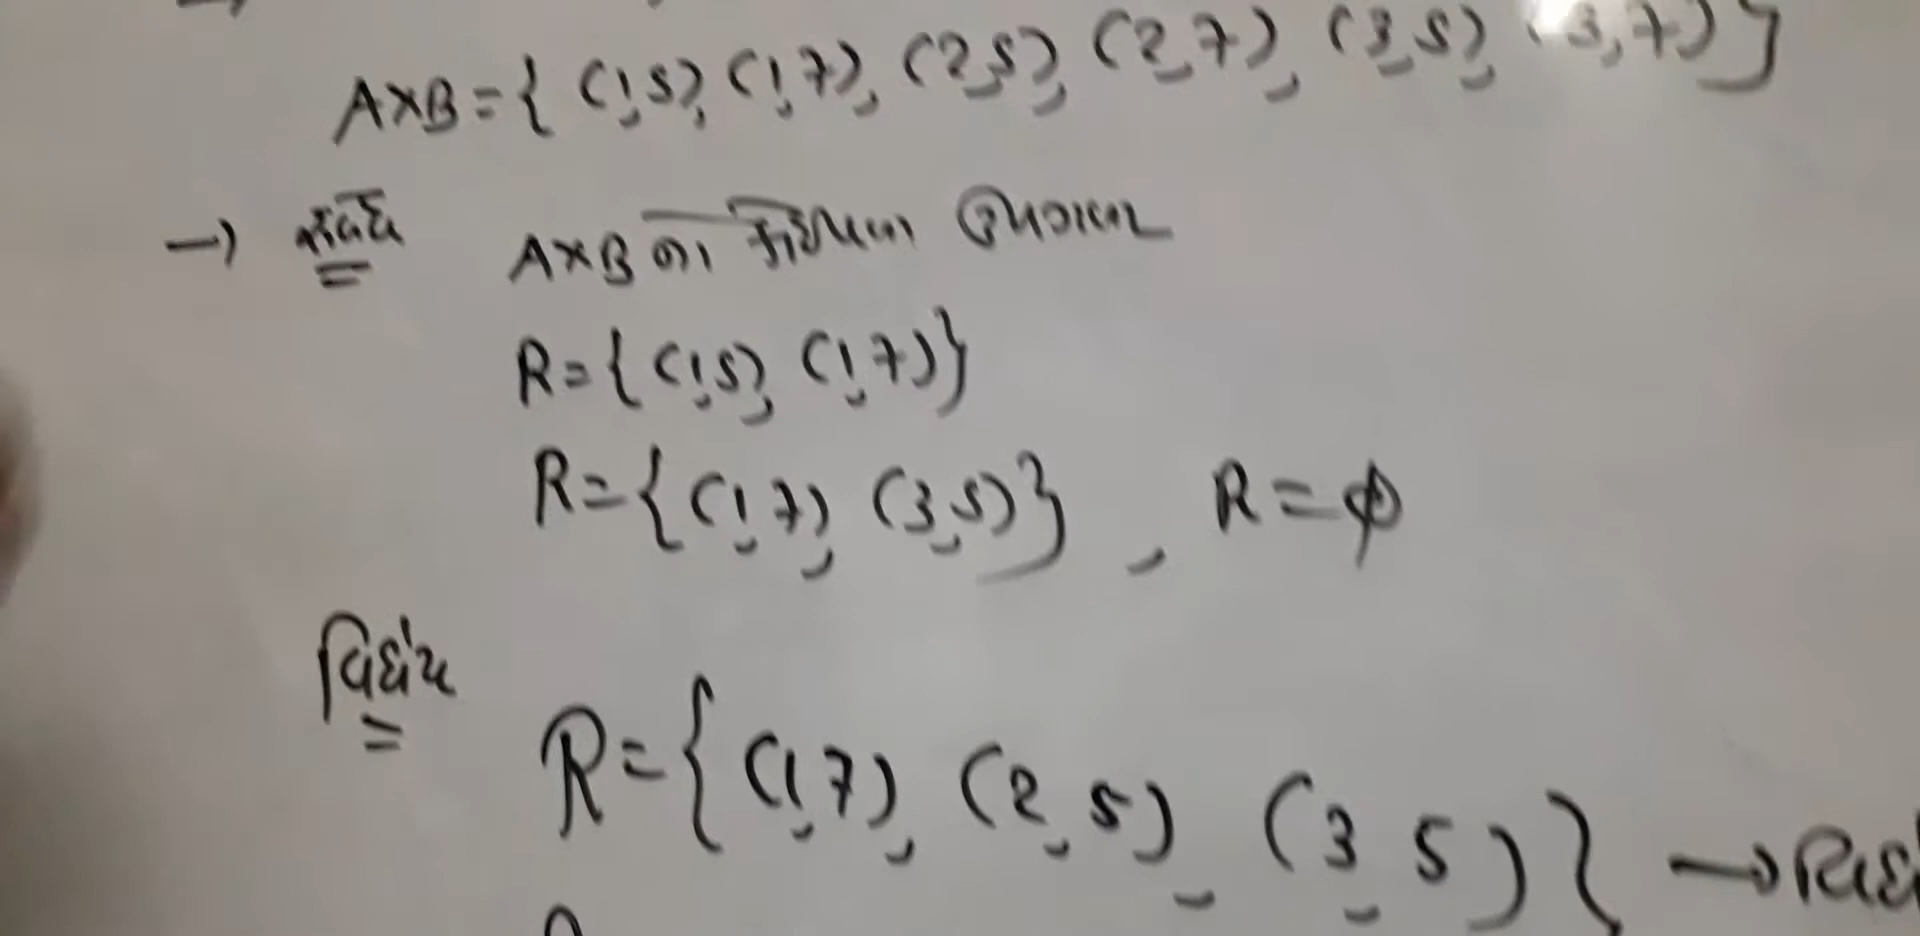 A×B={(1,5),(1,7),(2,5),(2,7),(3,5),(3,7)}
→ સંબંધ A×B ના કોઈપણ ઉપગણ
R={(1,5),(1,7)}
R={(1,7),(3,5)}, R=ϕ
વિધેય
R={(1,7),(2,5),(3,5)} →